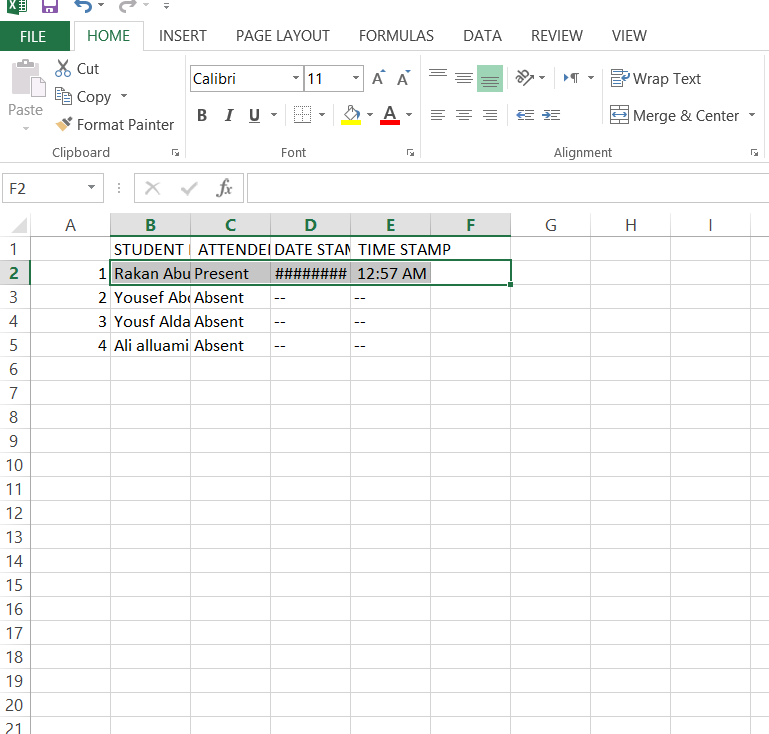 FILE HOME INSERT PAGE LAYOUT FORMULAS DATA REVIEW VIEW
Paste
Cut
Copy
Format Painter
Clipboard
Calibri 11
B I U A
Font
Wrap Text
Merge & Center
Alignment
F2 fx
A B C D E F G H I
1 STUDENT ATTENDE DATE STAM TIME STAMP
2 1 Rakan Abu Present ######## 12:57 AM
3 2 Yousef Abd Absent -- --
4 3 Yousf Alda Absent -- --
5 4 Ali alluami Absent -- --
6
7
8
9
10
11
12
13
14
15
16
17
18
19
20
21